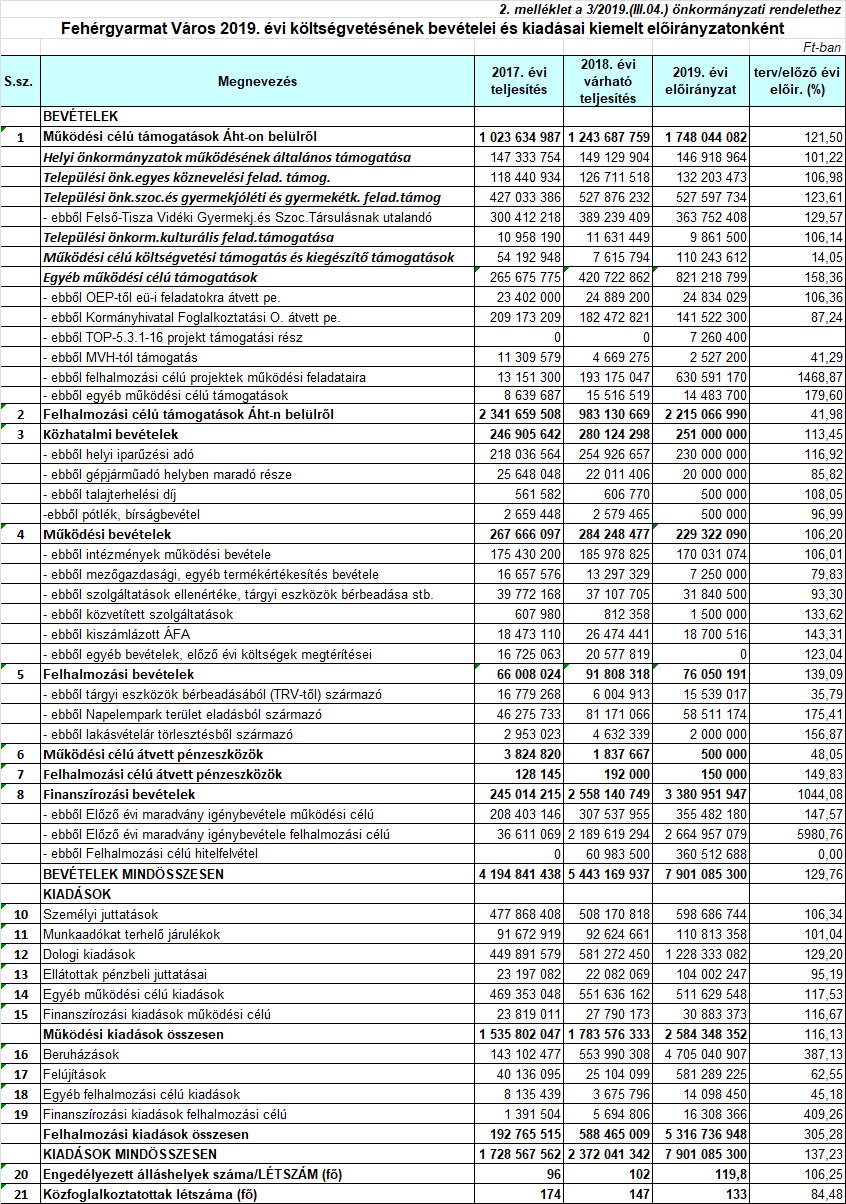 2. melléklet a 3/2019.(III.04.) önkormányzati rendelethez
Fehérgyarmat Város 2019. évi költségvetésének bevételei és kiadásai kiemelt előirányzatonként
Ft-ban
S.sz. Megnevezés 2017. évi teljesítés 2018. évi várható teljesítés 2019. évi előirányzat terv/előző évi előir. (%)
BEVÉTELEK
1 Működési célú támogatások Áht-on belülről 1 023 634 987 1 243 687 759 1 748 044 082 121,50
Helyi önkormányzatok működésének általános támogatása 147 333 754 149 129 904 146 918 964 101,22
Települési önk.egyes köznevelési felad. támog. 118 440 934 126 711 518 132 203 473 106,98
Települési önk.szoc.és gyermekjóléti és gyermekétk. felad.támog 427 033 386 527 876 232 527 597 734 123,61
- ebből Felső-Tisza Vidéki Gyermekj.és Szoc.Társulásnak utalandó 300 412 218 389 239 409 363 752 408 129,57
Települési önkorm.kulturális felad.támogatása 10 958 190 11 631 449 9 861 500 106,14
Működési célú költségvetési támogatás és kiegészítő támogatások 54 192 948 7 615 794 110 243 612 14,05
Egyéb működési célú támogatások 265 675 775 420 722 862 821 218 799 158,36
- ebből OEP-től eü-i feladatokra átvett pe. 23 402 000 24 889 200 24 834 029 106,36
- ebből Kormányhivatal Foglalkoztatási O. átvett pe. 209 173 209 182 472 821 141 522 300 87,24
- ebből TOP-5.3.1-16 projekt támogatási rész 0 0 7 260 400
- ebből MVH-tól támogatás 11 309 579 4 669 275 2 527 200 41,29
- ebből felhalmozási célú projektek működési feladataira 13 151 300 193 175 047 630 591 170 1468,87
- ebből egyéb működési célú támogatások 8 639 687 15 516 519 14 483 700 179,60
2 Felhalmozási célú támogatások Áht-n belülről 2 341 659 508 983 130 669 2 215 066 990 41,98
3 Közhatalmi bevételek 246 905 642 280 124 298 251 000 000 113,45
- ebből helyi iparűzési adó 218 036 564 254 926 657 230 000 000 116,92
- ebből gépjárműadó helyben maradó része 25 648 048 22 011 406 20 000 000 85,82
- ebből talajterhelési díj 561 582 606 770 500 000 108,05
-ebből pótlék, bírságbevétel 2 659 448 2 579 465 500 000 96,99
4 Működési bevételek 267 666 097 284 248 477 229 322 090 106,20
- ebből intézmények működési bevétele 175 430 200 185 978 825 170 031 074 106,01
- ebből mezőgazdasági, egyéb termékértékesítés bevétele 16 657 576 13 297 329 7 250 000 79,83
- ebből szolgáltatások ellenértéke, tárgyi eszközök bérbeadása stb. 39 772 168 37 107 705 31 840 500 93,30
- ebből közvetített szolgáltatások 607 980 812 358 1 500 000 133,62
- ebből kiszámlázott ÁFA 18 473 110 26 474 441 18 700 516 143,31
- ebből egyéb bevételek, előző évi költségek megtérítései 16 725 063 20 577 819 0 123,04
5 Felhalmozási bevételek 66 008 024 91 808 318 76 050 191 139,09
- ebből tárgyi eszközök bérbeadásából (TRV-től) származó 16 779 268 6 004 913 15 539 017 35,79
- ebből Napelempark terület eladásból származó 46 275 733 81 171 066 58 511 174 175,41
- ebből lakásvételár törlesztésből származó 2 953 023 4 632 339 2 000 000 156,87
6 Működési célú átvett pénzeszközök 3 824 820 1 837 667 500 000 48,05
7 Felhalmozási célú átvett pénzeszközök 128 145 192 000 150 000 149,83
8 Finanszírozási bevételek 245 014 215 2 558 140 749 3 380 951 947 1044,08
- ebből Előző évi maradvány igénybevétele működési célú 208 403 146 307 537 955 355 482 180 147,57
- ebből Előző évi maradvány igénybevétele felhalmozási célú 36 611 069 2 189 619 294 2 664 957 079 5980,76
- ebből Felhalmozási célú hitelfelvétel 0 60 983 500 360 512 688 0,00
BEVÉTELEK MINDÖSSZESEN 4 194 841 438 5 443 169 937 7 901 085 300 129,76
KIADÁSOK
10 Személyi juttatások 477 868 408 508 170 818 598 686 744 106,34
11 Munkaadókat terhelő járulékok 91 672 919 92 624 661 110 813 358 101,04
12 Dologi kiadások 449 891 579 581 272 450 1 228 333 082 129,20
13 Ellátottak pénzbeli juttatásai 23 197 082 22 082 069 104 002 247 95,19
14 Egyéb működési célú kiadások 469 353 048 551 636 162 511 629 548 117,53
15 Finanszírozási kiadások működési célú 23 819 011 27 790 173 30 883 373 116,67
Működési kiadások összesen 1 535 802 047 1 783 576 333 2 584 348 352 116,13
16 Beruházások 143 102 477 553 990 308 4 705 040 907 387,13
17 Felújítások 40 136 095 25 104 099 581 289 225 62,55
18 Egyéb felhalmozási célú kiadások 8 135 439 3 675 796 14 098 450 45,18
19 Finanszírozási kiadások felhalmozási célú 1 391 504 5 694 806 16 308 366 409,26
Felhalmozási kiadások összesen 192 765 515 588 465 009 5 316 736 948 305,28
KIADÁSOK MINDÖSSZESEN 1 728 567 562 2 372 041 342 7 901 085 300 137,23
20 Engedélyezett álláshelyek száma/LÉTSZÁM (fő) 96 102 119,8 106,25
21 Közfoglalkoztatottak létszáma (fő) 174 147 133 84,48